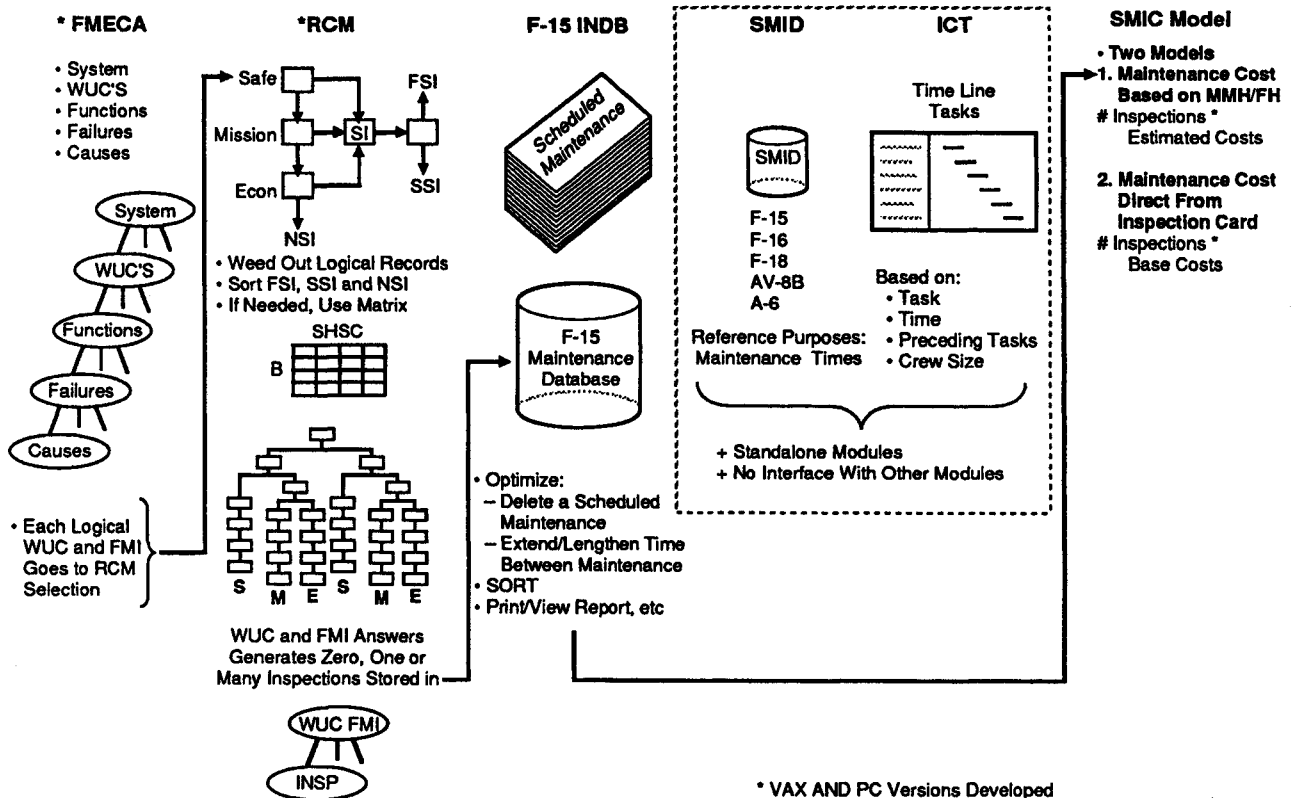 * FMECA
• System
• WUC'S
• Functions
• Failures
• Causes
System
WUC'S
Functions
Failures
Causes
• Each Logical
WUC and FMI
Goes to RCM
Selection
*RCM
Safe
Mission
Econ
SI
FSI
SSI
NSI
• Weed Out Logical Records
• Sort FSI, SSI and NSI
• If Needed, Use Matrix
SHSC
B
S M E S M E
WUC and FMI Answers
Generates Zero, One or
Many Inspections Stored in
WUC FMI
INSP
F-15 INDB
Scheduled
Maintenance
F-15
Maintenance
Database
• Optimize:
– Delete a Scheduled
Maintenance
– Extend/Lengthen Time
Between Maintenance
• SORT
• Print/View Report, etc
SMID
SMID
F-15
F-16
F-18
AV-8B
A-6
Reference Purposes:
Maintenance Times
ICT
Time Line
Tasks
Based on:
• Task
• Time
• Preceding Tasks
• Crew Size
+ Standalone Modules
+ No Interface With Other Modules
SMIC Model
• Two Models
1. Maintenance Cost
Based on MMH/FH
# Inspections *
Estimated Costs
2. Maintenance Cost
Direct From
Inspection Card
# Inspections *
Base Costs
* VAX AND PC Versions Developed